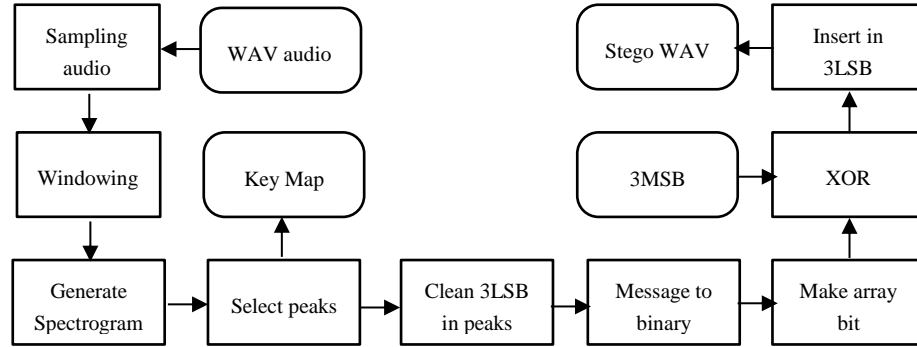 Sampling
audio
WAV audio
Stego WAV
Insert in
3LSB
Windowing
Key Map
3MSB
XOR
Generate
Spectrogram
Select peaks
Clean 3LSB
in peaks
Message to
binary
Make array
bit